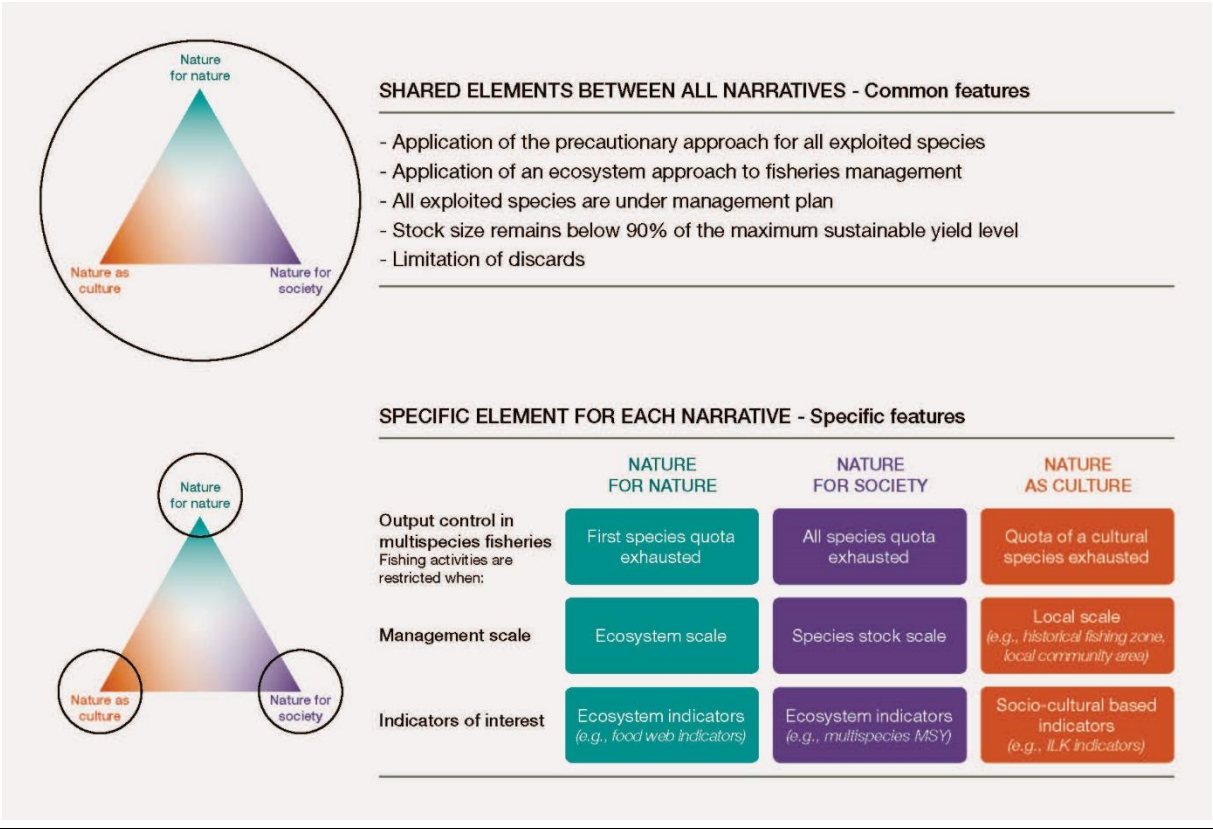 Nature
for nature
Nature as
culture
Nature for
society
SHARED ELEMENTS BETWEEN ALL NARRATIVES - Common features
- Application of the precautionary approach for all exploited species
- Application of an ecosystem approach to fisheries management
- All exploited species are under management plan
- Stock size remains below 90% of the maximum sustainable yield level
- Limitation of discards
SPECIFIC ELEMENT FOR EACH NARRATIVE - Specific features
Nature
for nature
Nature as
culture
Nature for
society
NATURE
FOR NATURE
NATURE
FOR SOCIETY
NATURE
AS CULTURE
Output control in
multispecies fisheries
Fishing activities are
restricted when:
First species quota
exhausted
All species quota
exhausted
Quota of a cultural
species exhausted
Management scale
Ecosystem scale
Species stock scale
Local scale
(e.g., historical fishing zone,
local community area)
Indicators of interest
Ecosystem indicators
(e.g., food web indicators)
Ecosystem indicators
(e.g., multispecies MSY)
Socio-cultural based
indicators
(e.g., ILK indicators)